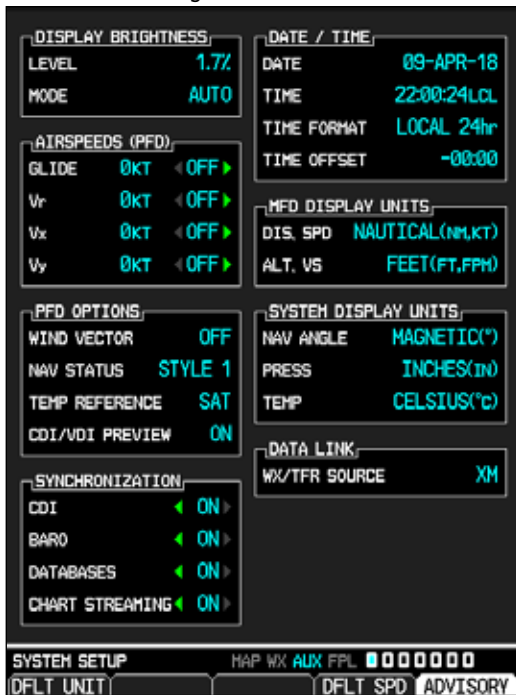 DISPLAY BRIGHTNESS
LEVEL 1.7%
MODE AUTO
AIRSPEEDS (PFD)
GLIDE 0KT OFF
Vr 0KT OFF
Vx 0KT OFF
Vy 0KT OFF
PFD OPTIONS
WIND VECTOR OFF
NAV STATUS STYLE 1
TEMP REFERENCE SAT
CDI/VDI PREVIEW ON
SYNCHRONIZATION
CDI ON
BARO ON
DATABASES ON
CHART STREAMING ON
DATE / TIME
DATE 09-APR-18
TIME 22:00:24LCL
TIME FORMAT LOCAL 24hr
TIME OFFSET -00:00
MFD DISPLAY UNITS
DIS, SPD NAUTICAL(NM,KT)
ALT, VS FEET(FT,FPM)
SYSTEM DISPLAY UNITS
NAV ANGLE MAGNETIC(°)
PRESS INCHES(IN)
TEMP CELSIUS(°C)
DATA LINK
WX/TFR SOURCE XM
SYSTEM SETUP MAP WX AUX FPL
DFLT UNIT DFLT SPD ADVISORY